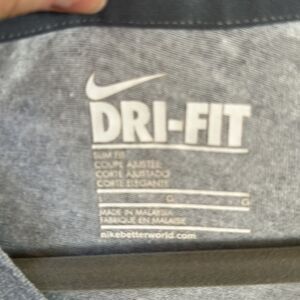 DRI-FIT
SLIM FIT
COUPE AJUSTÉE
CORTE AJUSTADO
CORTE ELEGANTE
G G
MADE IN MALAYSIA
FABRIQUÉ EN MALAISIE
nikebetterworld.com